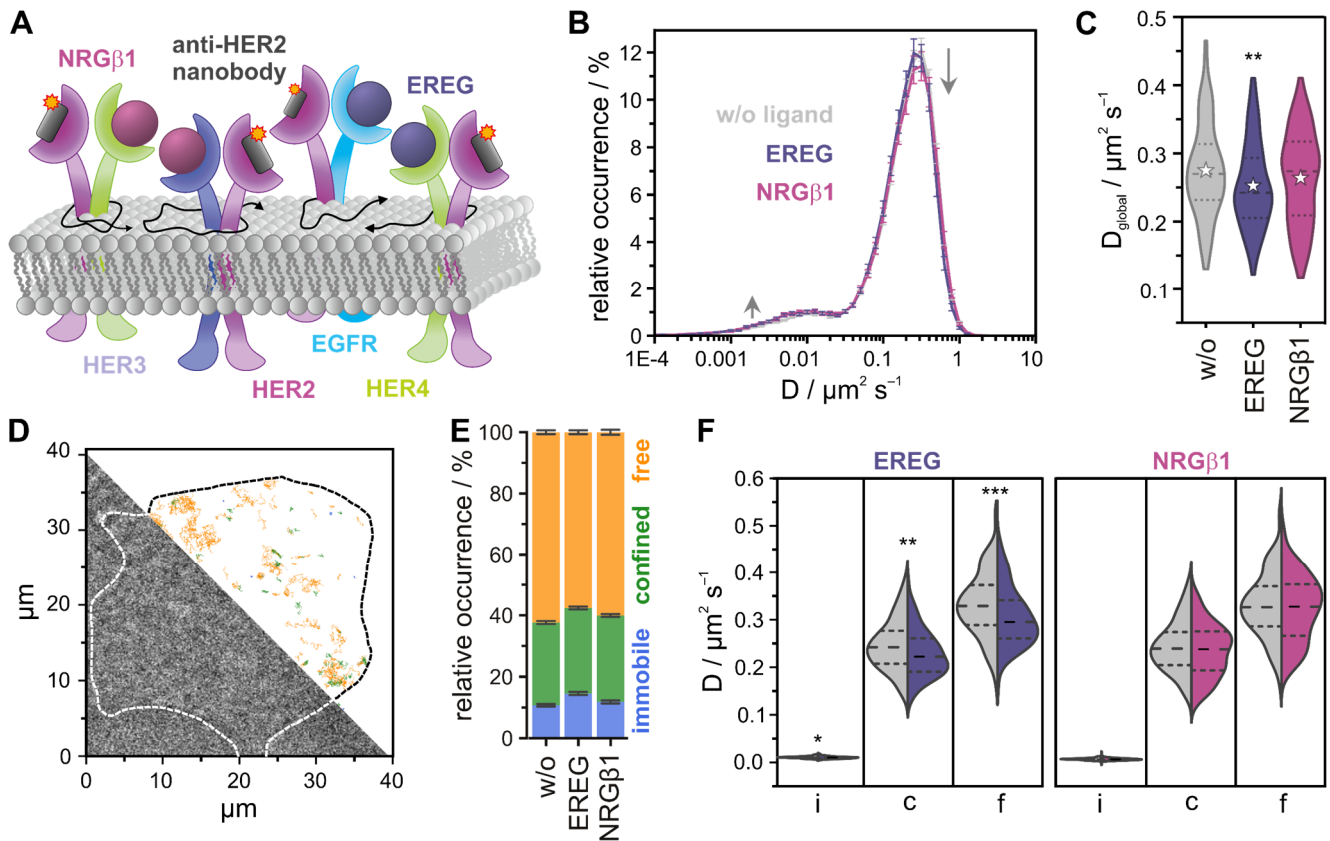 A
NRGβ1
anti-HER2
nanobody
EREG
HER3
HER2
EGFR
HER4
B
relative occurrence / %
12
10
8
6
4
2
0
w/o ligand
EREG
NRGβ1
1E-4
0.001
0.01
0.1
1
10
D / µm² s⁻¹
C
D_global / µm² s⁻¹
0.5
0.4
0.3
0.2
0.1
**
w/o
EREG
NRGβ1
D
µm
40
30
20
10
0
0
10
20
30
40
µm
E
relative occurrence / %
100
80
60
40
20
0
free
confined
immobile
w/o
EREG
NRGβ1
F
EREG
NRGβ1
D / µm² s⁻¹
0.6
0.5
0.4
0.3
0.2
0.1
0.0
*
**
***
i
c
f
i
c
f